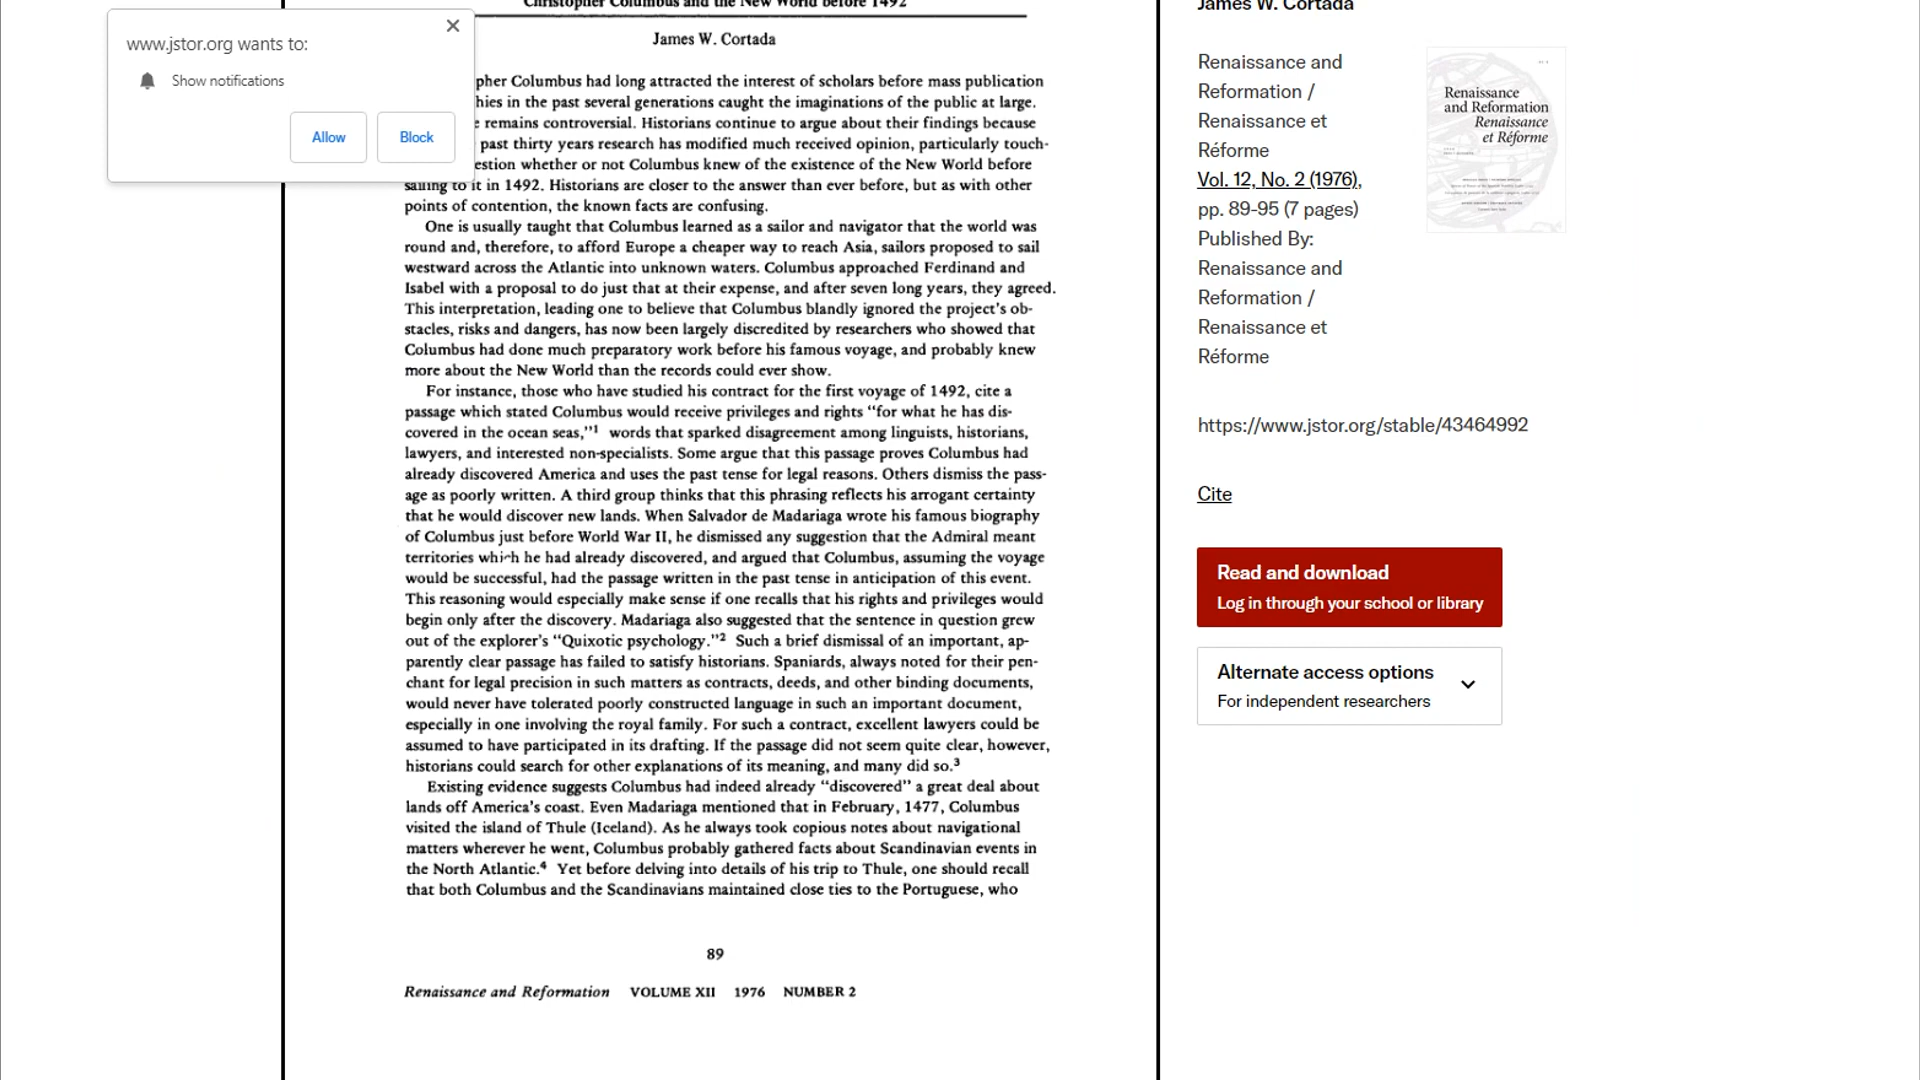 www.jstor.org wants to:
Show notifications
Allow
Block
Christopher Columbus and the New World before 1492
James W. Cortada
pher Columbus had long attracted the interest of scholars before mass publication
hies in the past several generations caught the imaginations of the public at large.
e remains controversial. Historians continue to argue about their findings because
past thirty years research has modified much received opinion, particularly touch-
estion whether or not Columbus knew of the existence of the New World before
sailing to it in 1492. Historians are closer to the answer than ever before, but as with other
points of contention, the known facts are confusing.
One is usually taught that Columbus learned as a sailor and navigator that the world was
round and, therefore, to afford Europe a cheaper way to reach Asia, sailors proposed to sail
westward across the Atlantic into unknown waters. Columbus approached Ferdinand and
Isabel with a proposal to do just that at their expense, and after seven long years, they agreed.
This interpretation, leading one to believe that Columbus blandly ignored the project's ob-
stacles, risks and dangers, has now been largely discredited by researchers who showed that
Columbus had done much preparatory work before his famous voyage, and probably knew
more about the New World than the records could ever show.
For instance, those who have studied his contract for the first voyage of 1492, cite a
passage which stated Columbus would receive privileges and rights "for what he has dis-
covered in the ocean seas,"1 words that sparked disagreement among linguists, historians,
lawyers, and interested non-specialists. Some argue that this passage proves Columbus had
already discovered America and uses the past tense for legal reasons. Others dismiss the pass-
age as poorly written. A third group thinks that this phrasing reflects his arrogant certainty
that he would discover new lands. When Salvador de Madariaga wrote his famous biography
of Columbus just before World War II, he dismissed any suggestion that the Admiral meant
territories which he had already discovered, and argued that Columbus, assuming the voyage
would be successful, had the passage written in the past tense in anticipation of this event.
This reasoning would especially make sense if one recalls that his rights and privileges would
begin only after the discovery. Madariaga also suggested that the sentence in question grew
out of the explorer's "Quixotic psychology."2 Such a brief dismissal of an important, ap-
parently clear passage has failed to satisfy historians. Spaniards, always noted for their pen-
chant for legal precision in such matters as contracts, deeds, and other binding documents,
would never have tolerated poorly constructed language in such an important document,
especially in one involving the royal family. For such a contract, excellent lawyers could be
assumed to have participated in its drafting. If the passage did not seem quite clear, however,
historians could search for other explanations of its meaning, and many did so.3
Existing evidence suggests Columbus had indeed already "discovered" a great deal about
lands off America's coast. Even Madariaga mentioned that in February, 1477, Columbus
visited the island of Thule (Iceland). As he always took copious notes about navigational
matters wherever he went, Columbus probably gathered facts about Scandinavian events in
the North Atlantic.4 Yet before delving into details of his trip to Thule, one should recall
that both Columbus and the Scandinavians maintained close ties to the Portuguese, who
89
Renaissance and Reformation VOLUME XII 1976 NUMBER 2
James W. Cortada
Renaissance and
Reformation /
Renaissance et
Réforme
Vol. 12, No. 2 (1976),
pp. 89-95 (7 pages)
Published By:
Renaissance and
Reformation /
Renaissance et
Réforme
Renaissance
and Reformation
Renaissance
et Réforme
https://www.jstor.org/stable/43464992
Cite
Read and download
Log in through your school or library
Alternate access options
For independent researchers